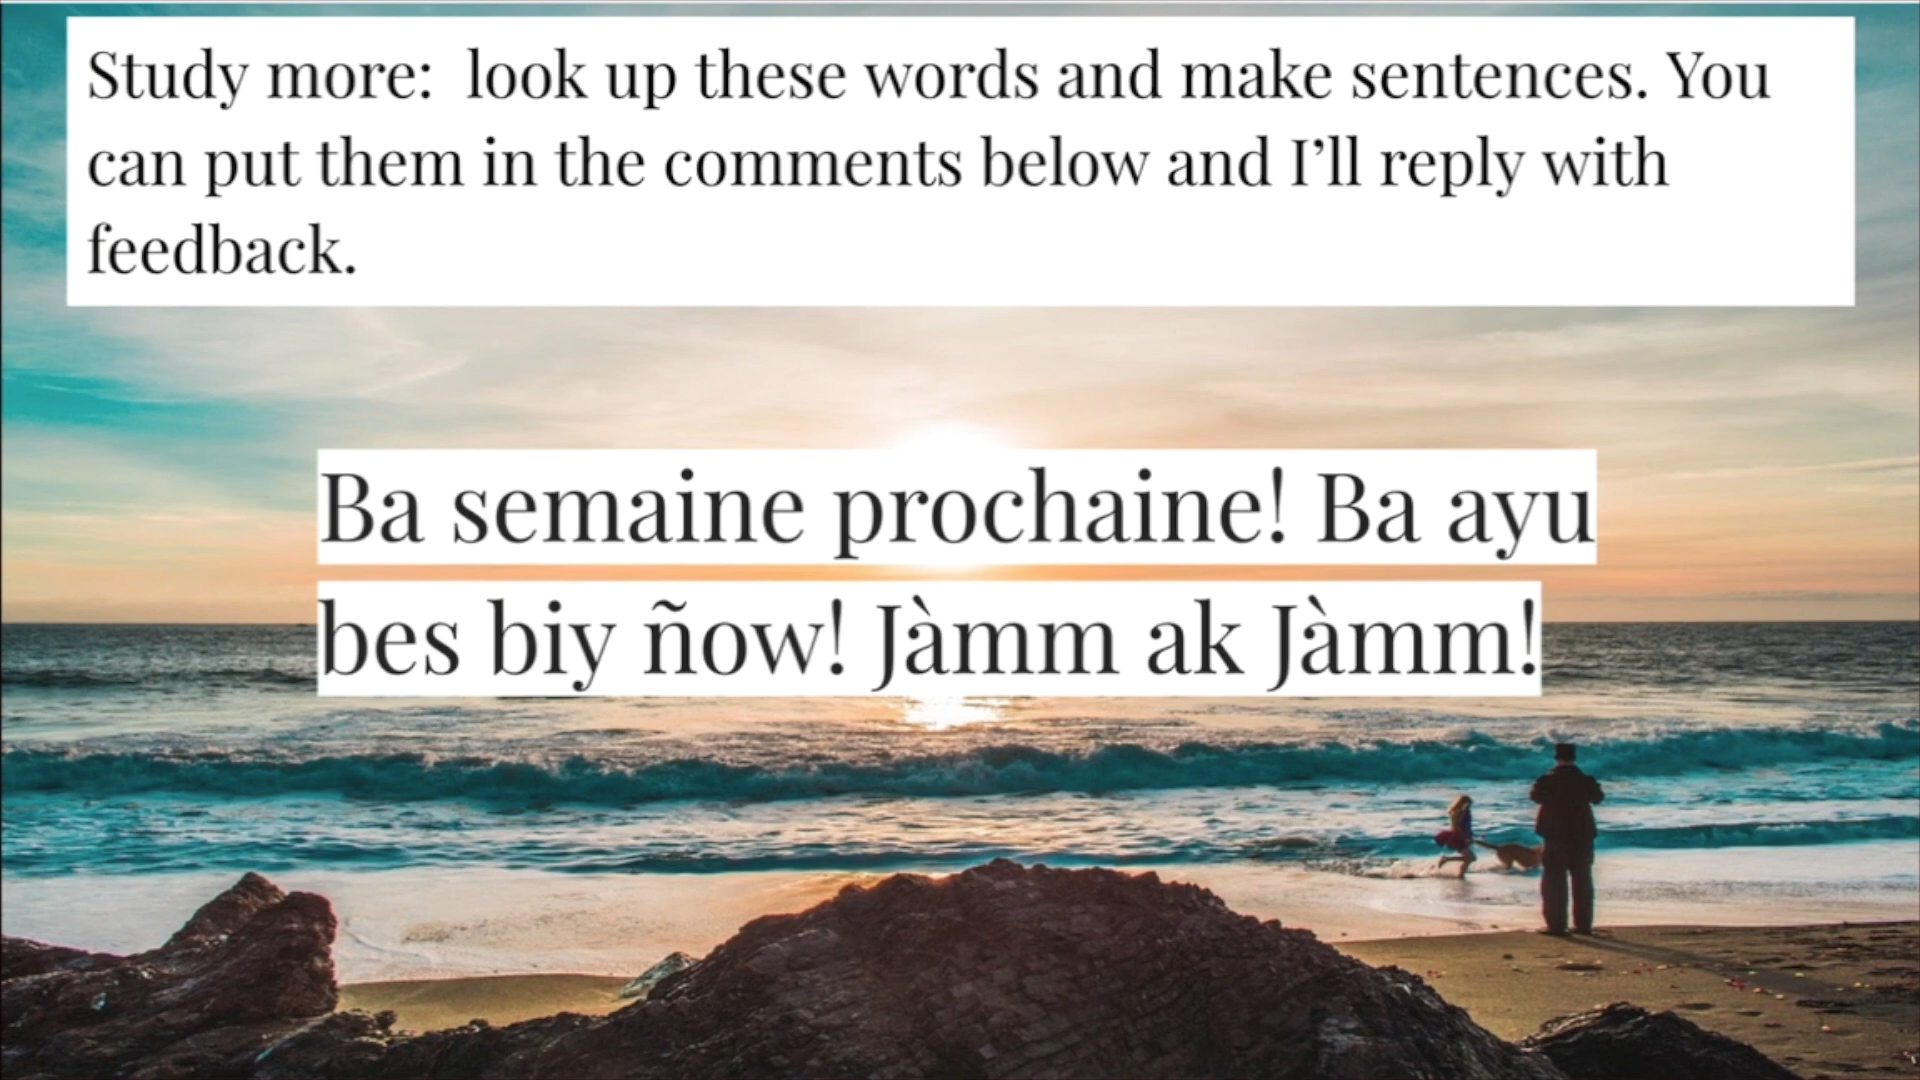 Study more:  look up these words and make sentences. You
can put them in the comments below and I’ll reply with
feedback.
Ba semaine prochaine! Ba ayu
bes biy ñow! Jàmm ak Jàmm!